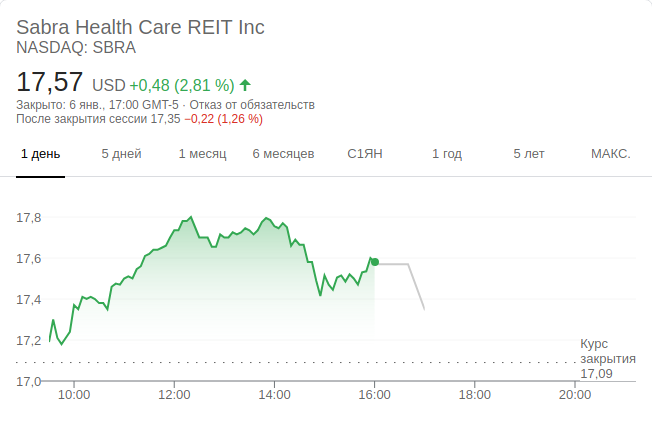 Sabra Health Care REIT Inc
NASDAQ: SBRA
17,57 USD +0,48 (2,81 %)
Закрыто: 6 янв., 17:00 GMT-5 · Отказ от обязательств
После закрытия сессии 17,35 −0,22 (1,26 %)
1 день 5 дней 1 месяц 6 месяцев С1ЯН 1 год 5 лет МАКС.
17,8
17,6
17,4
17,2
Курс
закрытия
17,09
17,0
10:00 12:00 14:00 16:00 18:00 20:00